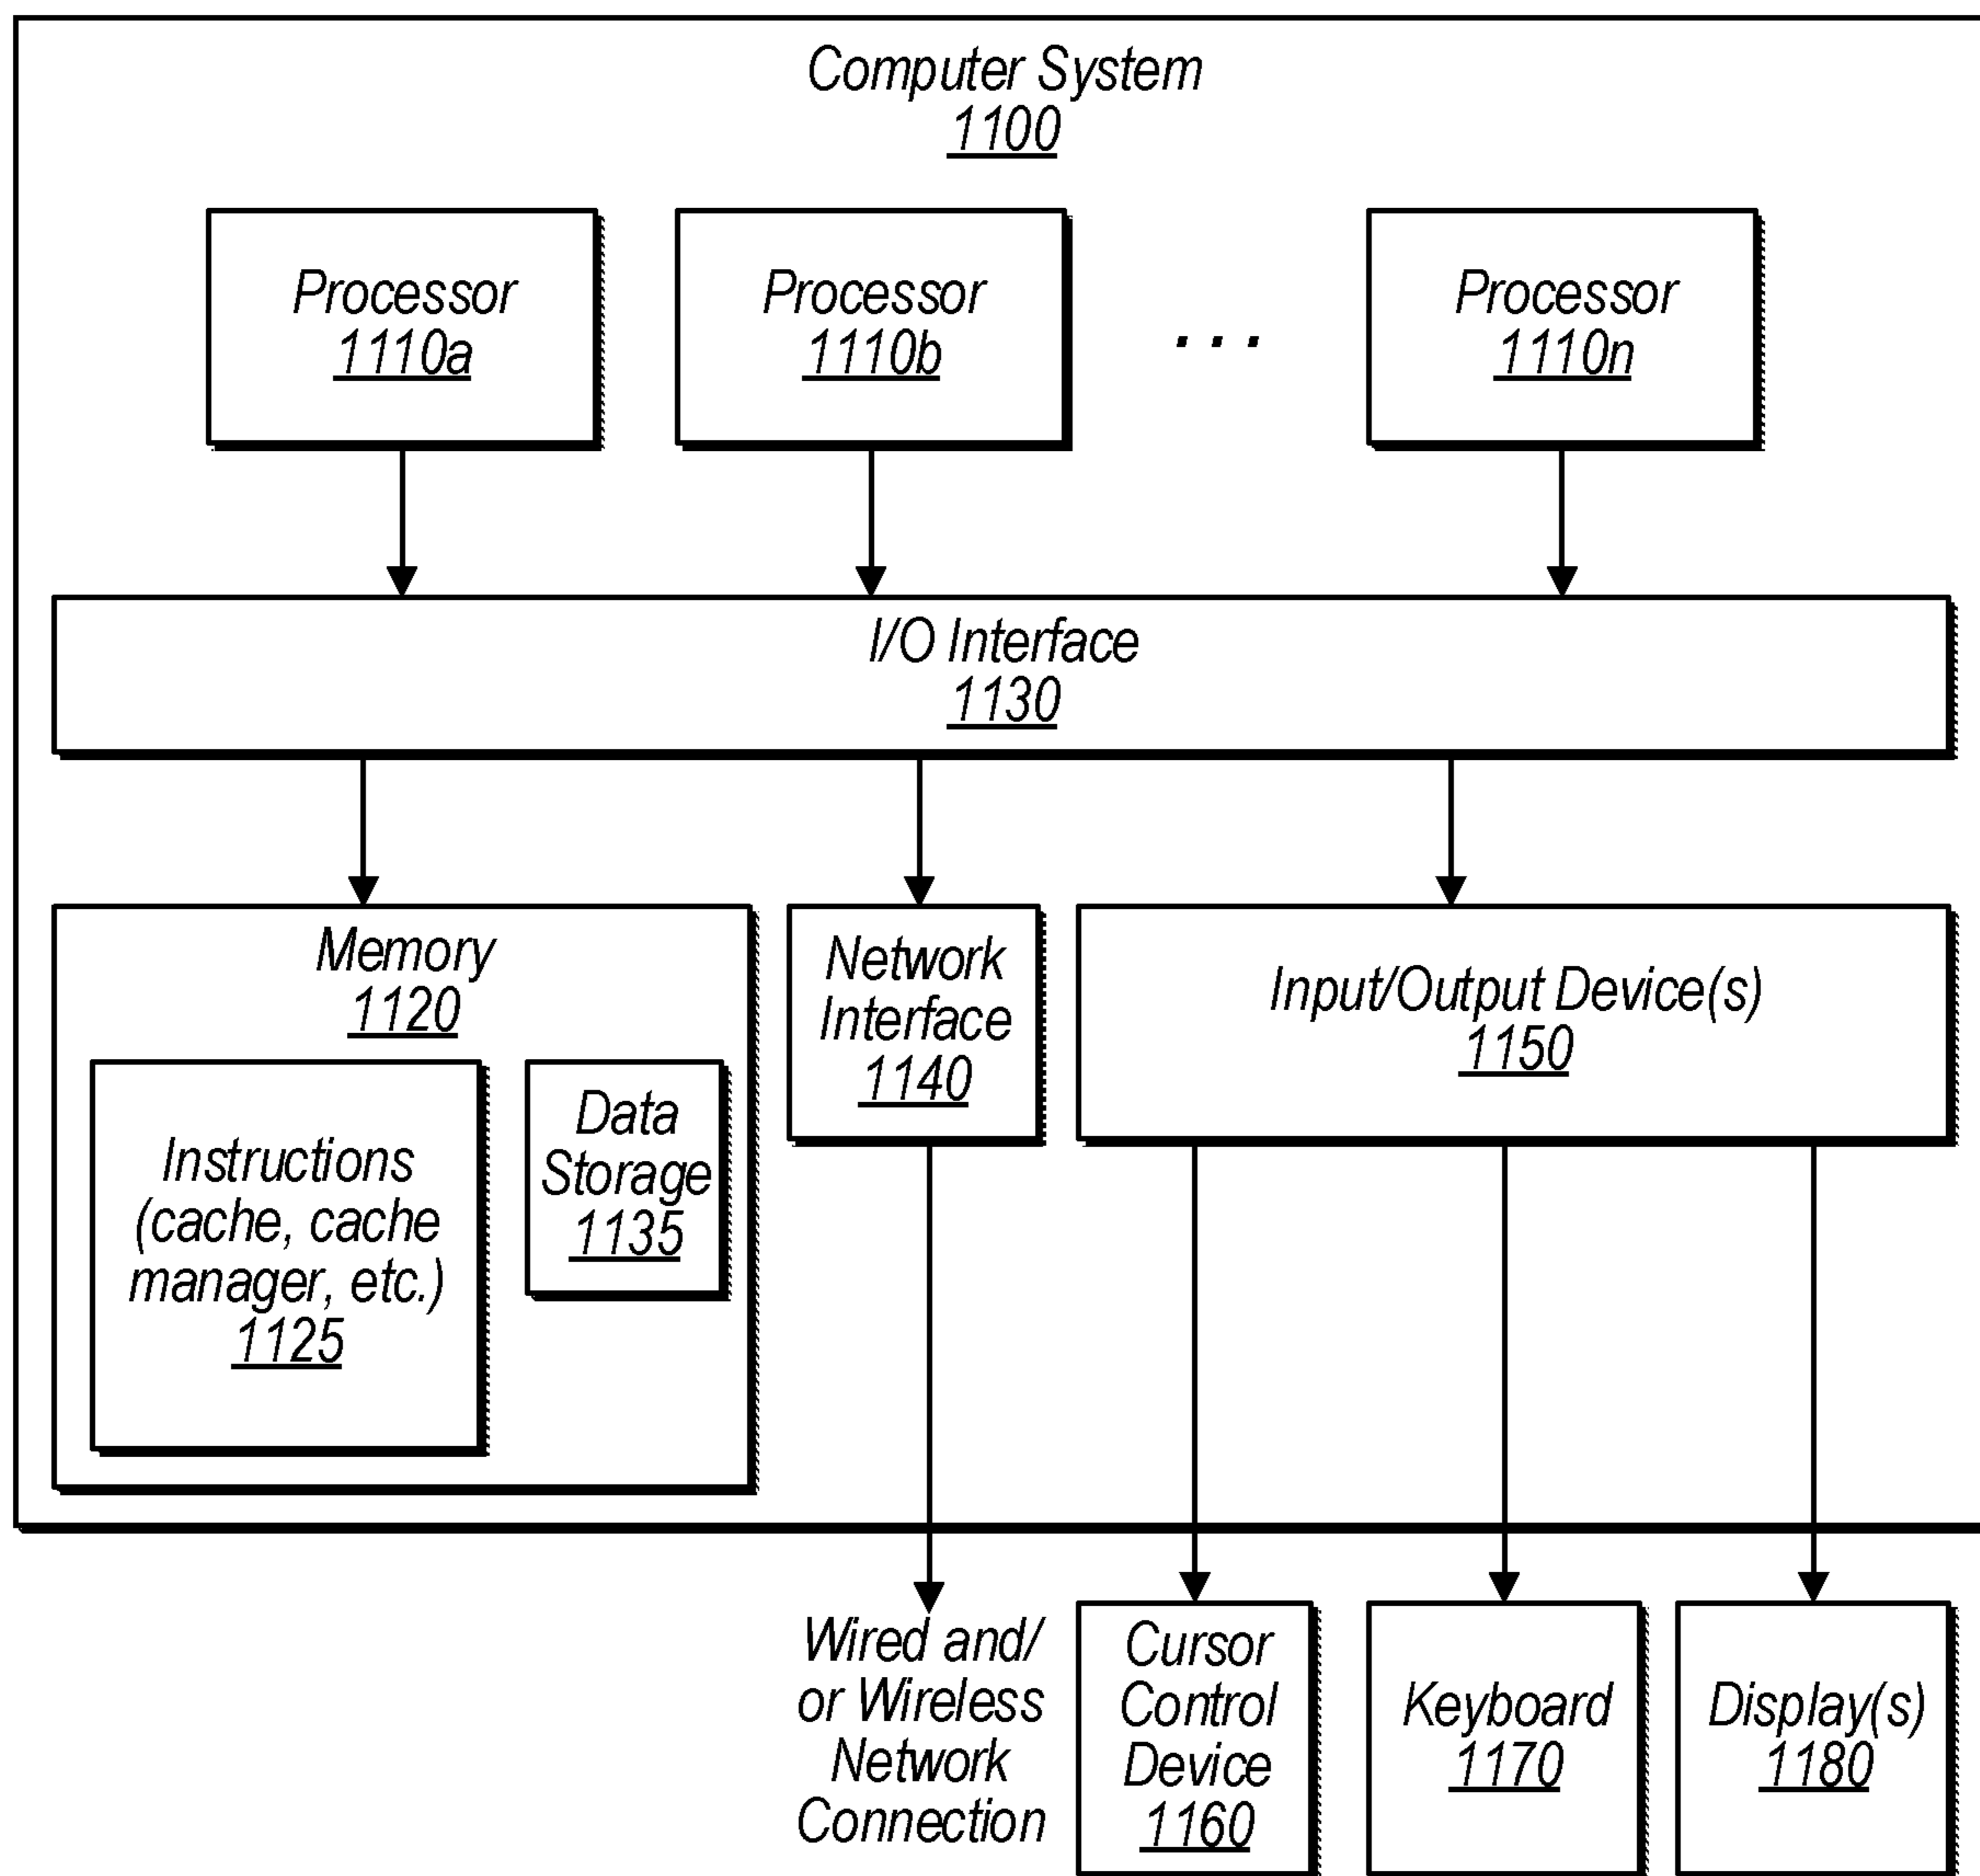 Computer System
1100
Processor
1110a
Processor
1110b
. . .
Processor
1110n
I/O Interface
1130
Memory
1120
Instructions
(cache, cache
manager, etc.)
1125
Data
Storage
1135
Network
Interface
1140
Input/Output Device(s)
1150
Wired and/
or Wireless
Network
Connection
Cursor
Control
Device
1160
Keyboard
1170
Display(s)
1180